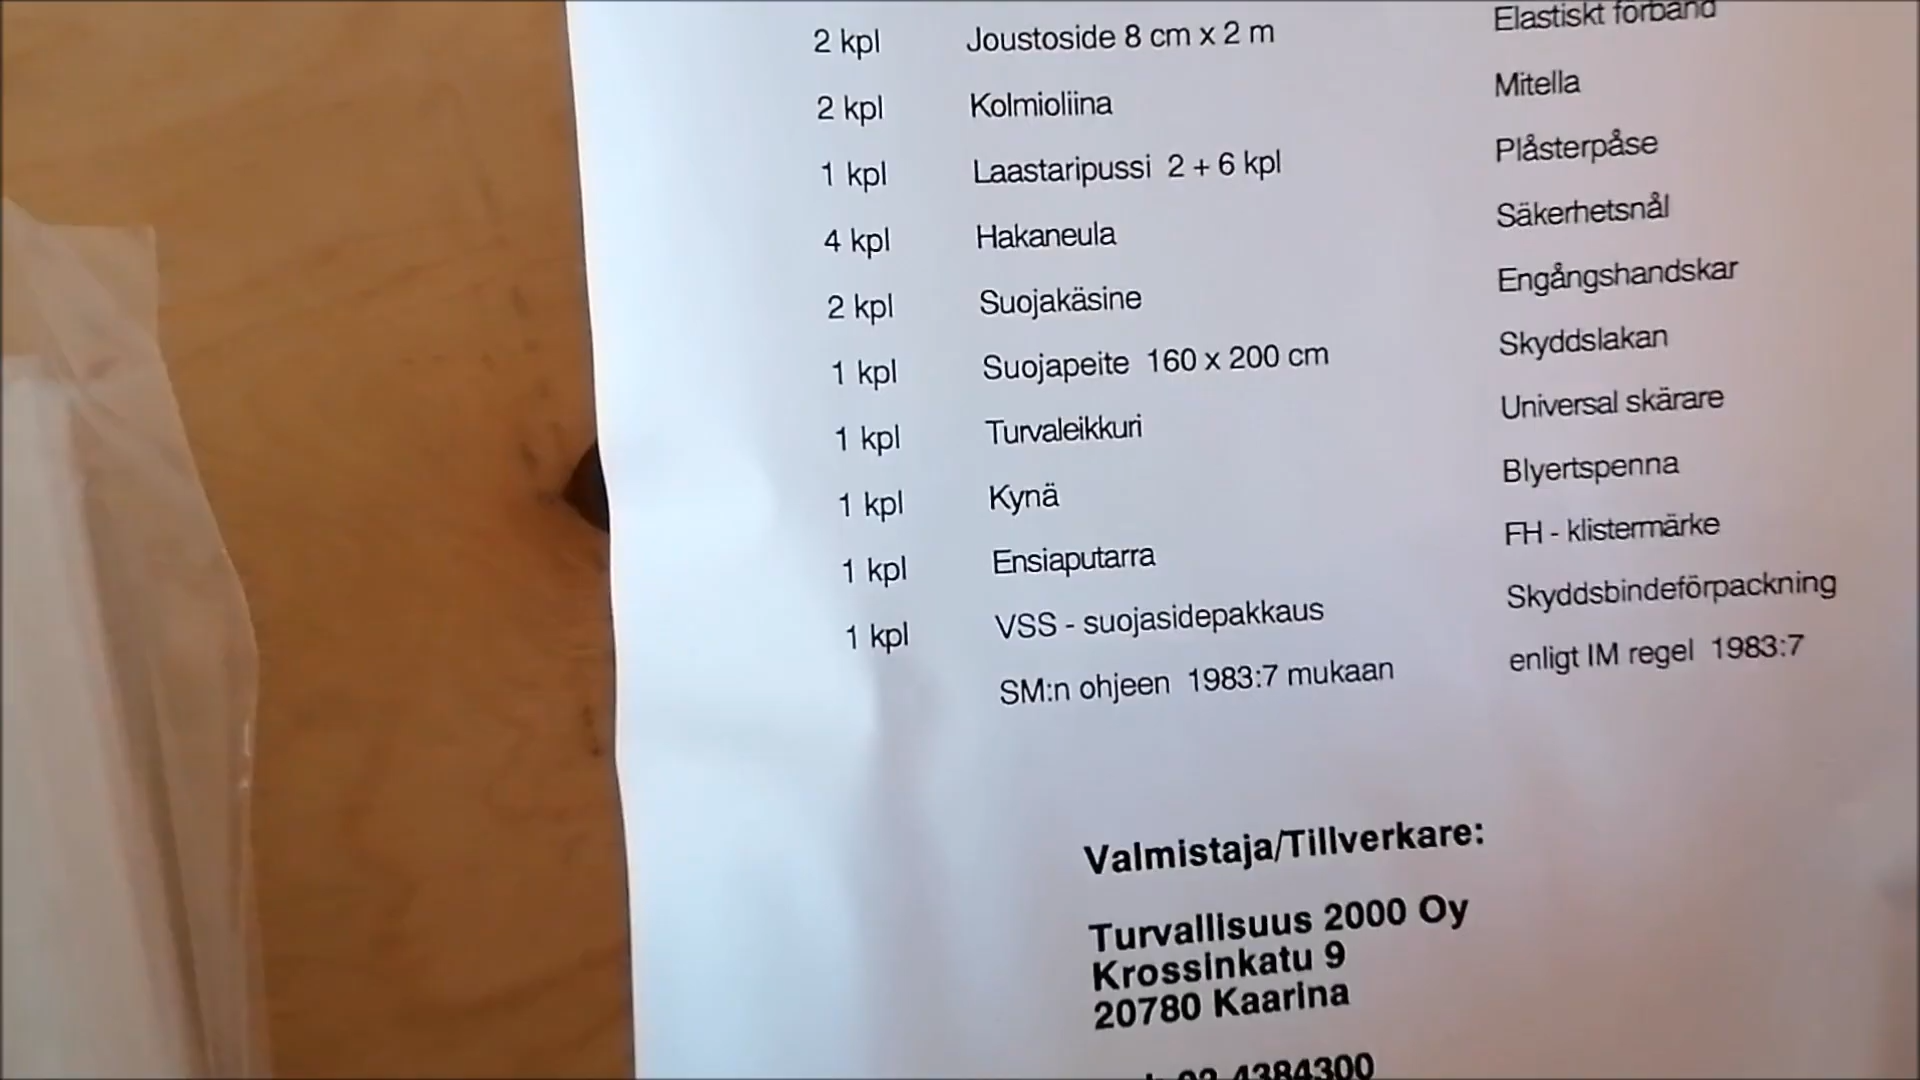 2 kpl Joustoside 8 cm x 2 m Elastiskt förband
2 kpl Kolmioliina Mitella
1 kpl Laastaripussi 2 + 6 kpl Plåsterpåse
4 kpl Hakaneula Säkerhetsnål
2 kpl Suojakäsine Engångshandskar
1 kpl Suojapeite 160 x 200 cm Skyddslakan
1 kpl Turvaleikkuri Universal skärare
1 kpl Kynä Blyertspenna
1 kpl Ensiaputarra FH - klistermärke
1 kpl VSS - suojasidepakkaus Skyddsbindeförpackning
SM:n ohjeen 1983:7 mukaan enligt IM regel 1983:7
Valmistaja/Tillverkare:
Turvallisuus 2000 Oy
Krossinkatu 9
20780 Kaarina
02 4384300